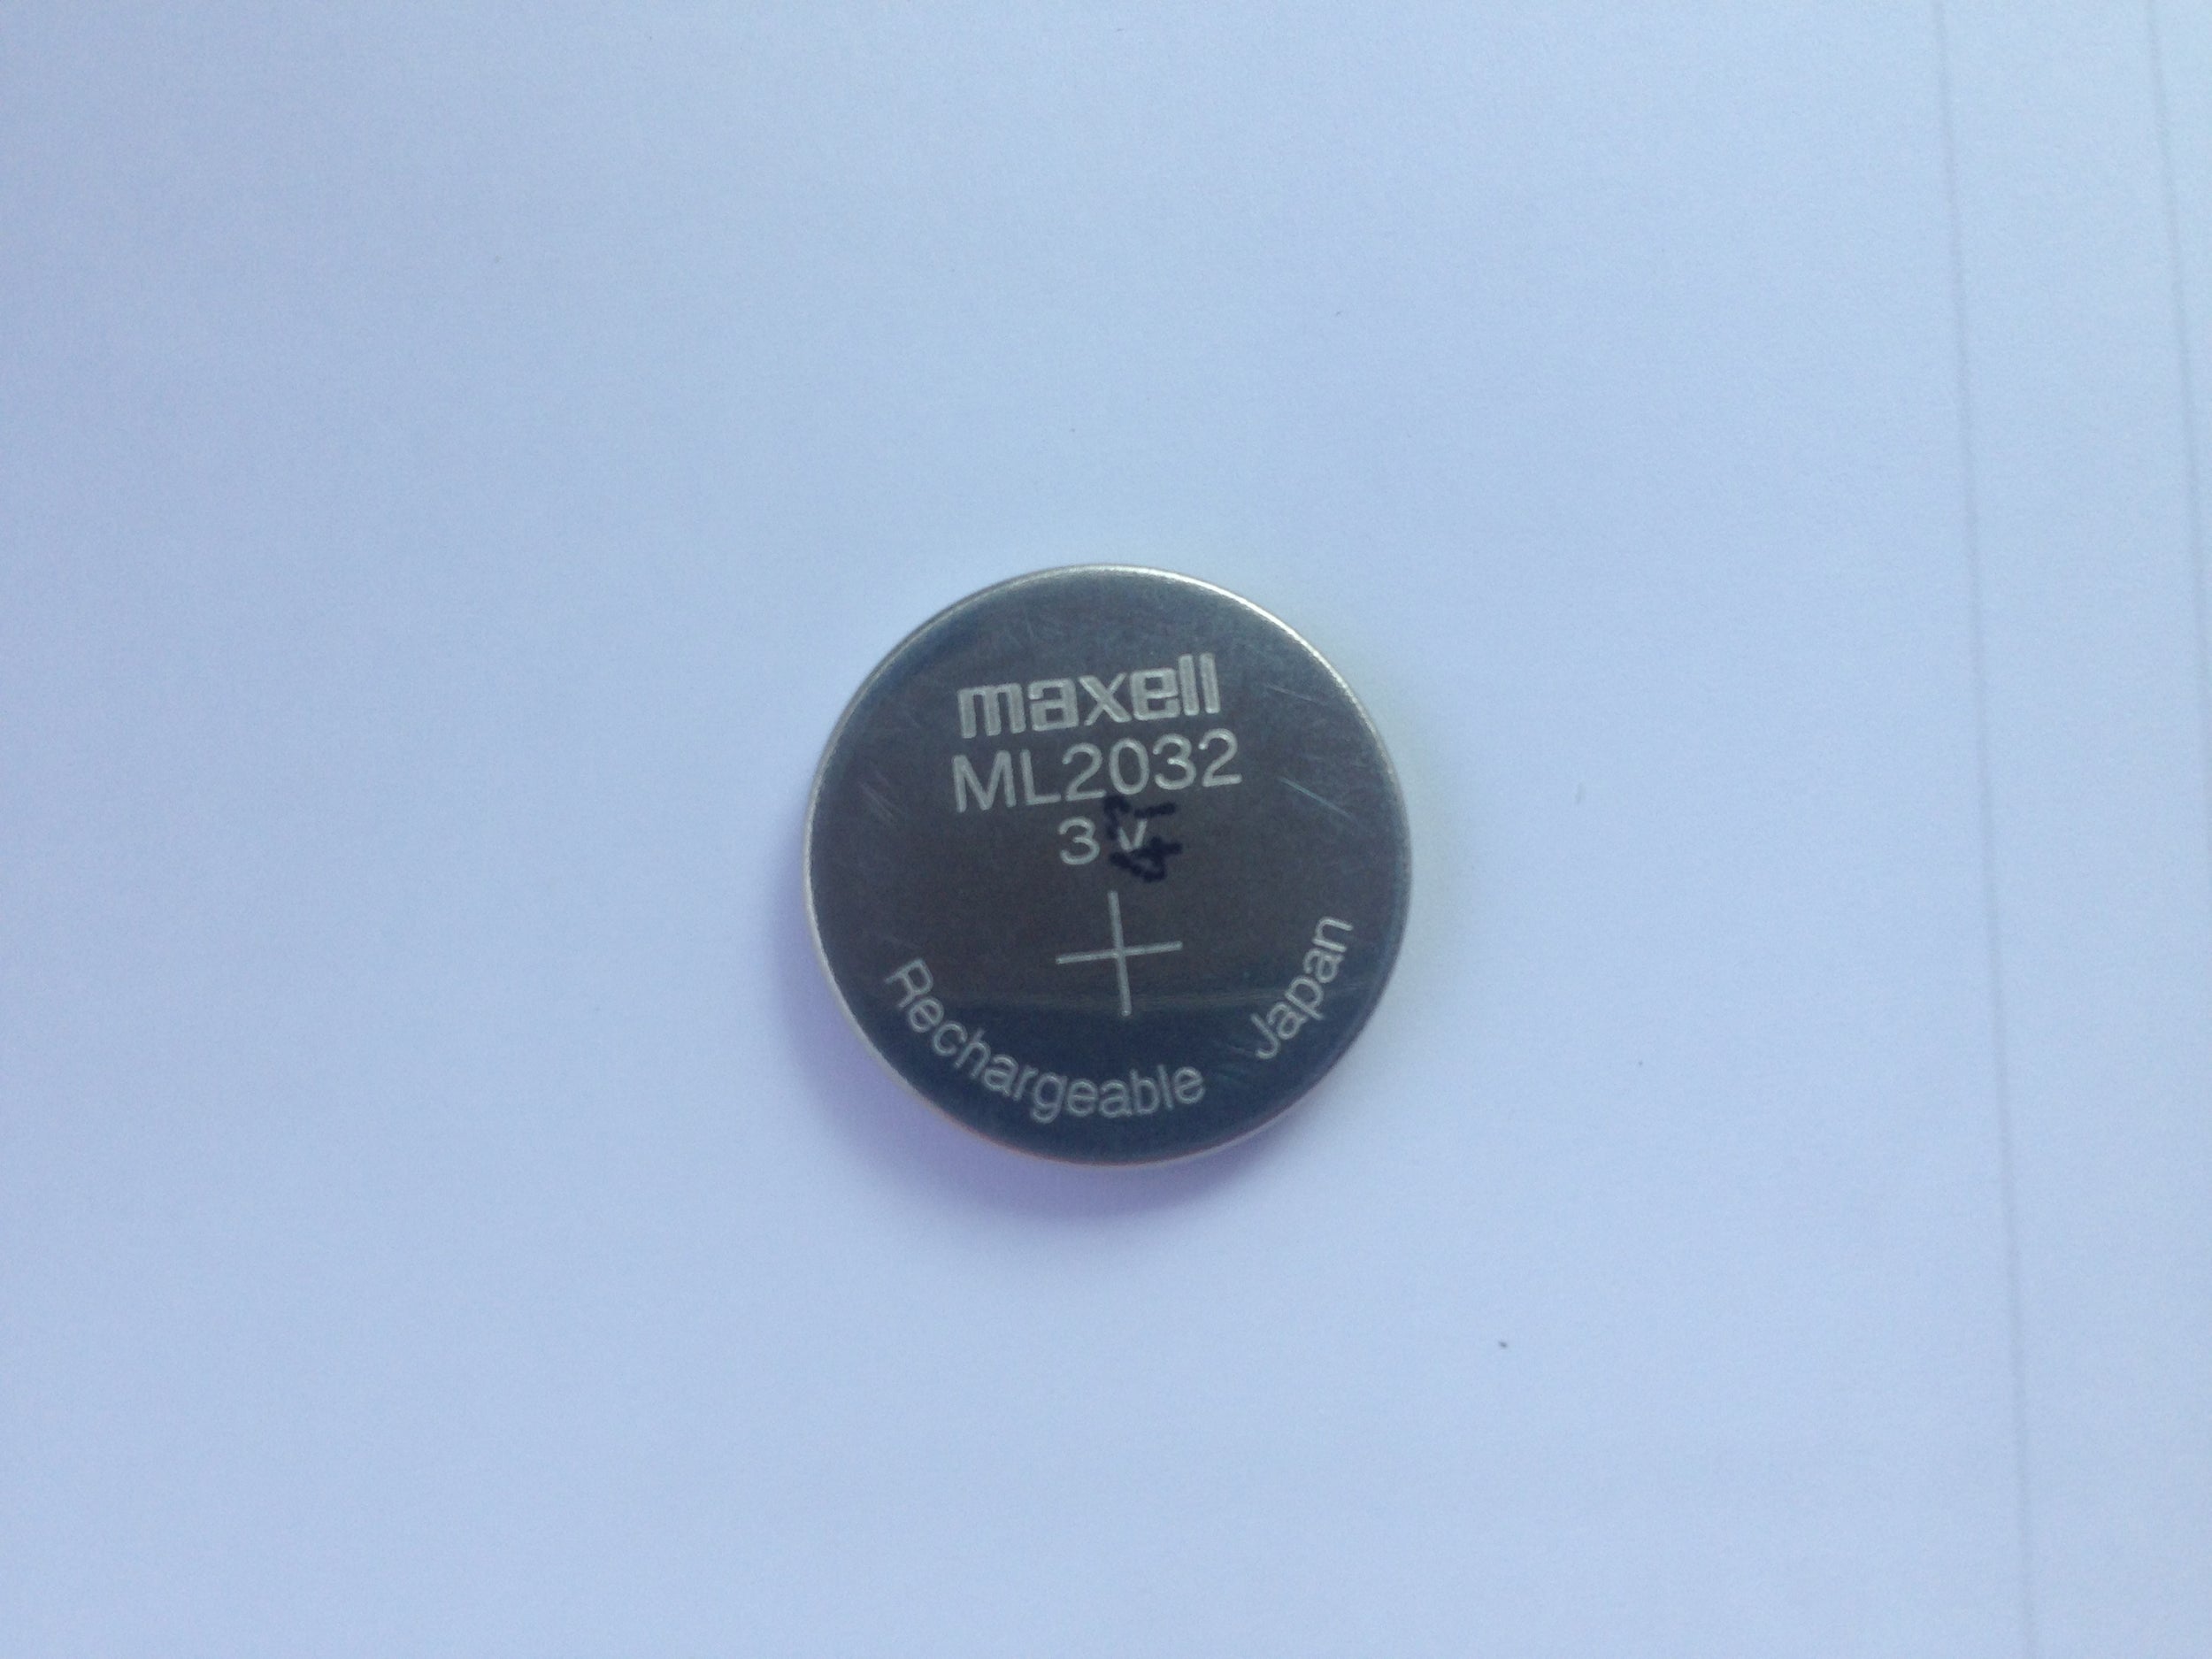 maxell
ML2032
3V
+
Rechargeable Japan